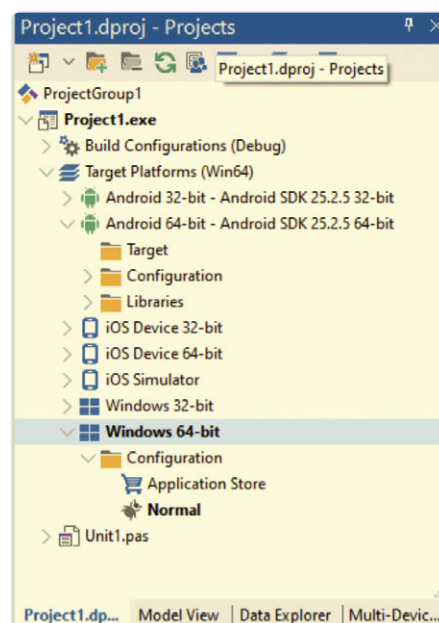 Project1.dproj - Projects
Project1.dproj - Projects
ProjectGroup1
Project1.exe
Build Configurations (Debug)
Target Platforms (Win64)
Android 32-bit - Android SDK 25.2.5 32-bit
Android 64-bit - Android SDK 25.2.5 64-bit
Target
Configuration
Libraries
iOS Device 32-bit
iOS Device 64-bit
iOS Simulator
Windows 32-bit
Windows 64-bit
Configuration
Application Store
Normal
Unit1.pas
Project1.dp... Model View Data Explorer Multi-Devic...